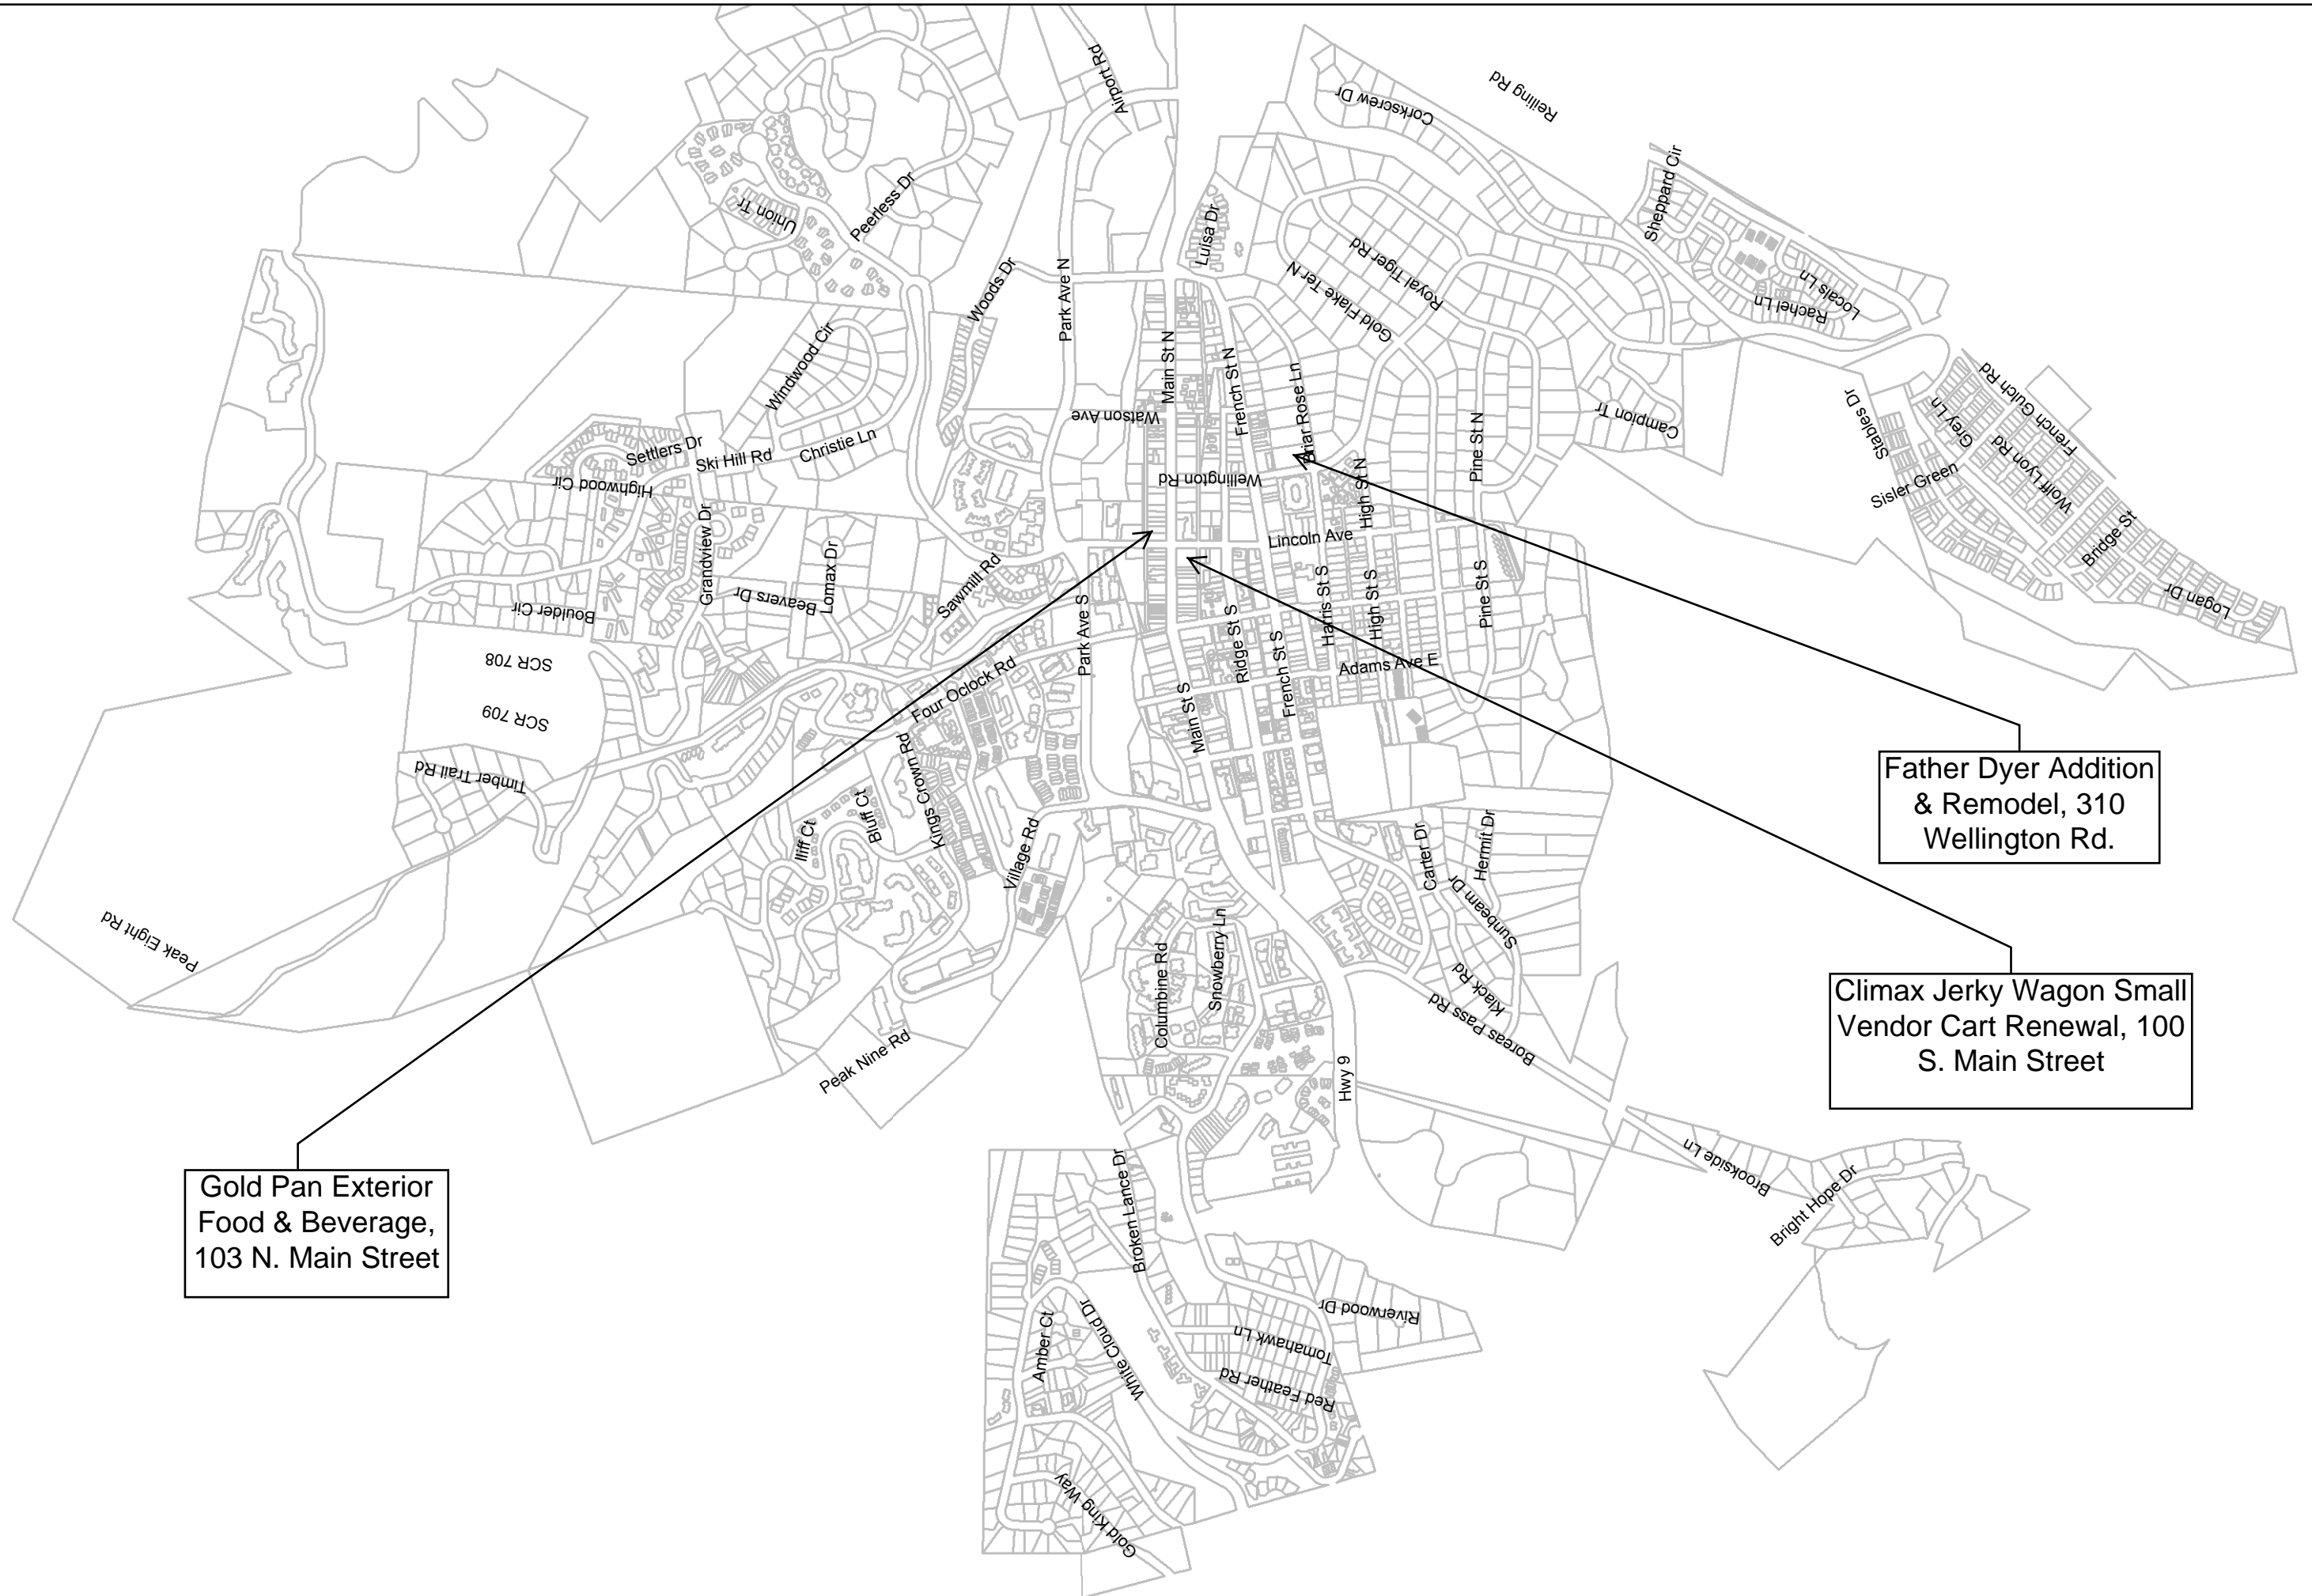 Airport Rd
Reiling Rd
Corkscrew Dr
Sheppard Cir
Peerless Dr
Union Tr
Luisa Dr
Woods Dr
Park Ave N
Gold Flake Ter N
Royal Tiger Rd
Locals Ln
Rachel Ln
Windwood Cir
Main St N
French St N
Briar Rose Ln
French Gulch Rd
Grey Ln
Stables Dr
Wolff Lyon Rd
Campion Tr
Watson Ave
Settlers Dr
Ski Hill Rd
Christie Ln
Pine St N
Highwood Cir
Wellington Rd
High St N
Sisler Green
Bridge St
Lincoln Ave
Grandview Dr
Lomax Dr
Sawmill Rd
Beavers Dr
Boulder Cir
Logan Dr
Park Ave S
Ridge St S
Harris St S
High St S
Pine St S
SCR 708
SCR 709
Four Oclock Rd
French St S
Adams Ave E
Main St S
Timber Trail Rd
Kings Crown Rd
Bluff Ct
Iliff Ct
Village Rd
Carter Dr
Hermit Dr
Sunbeam Dr
Father Dyer Addition
& Remodel, 310
Wellington Rd.
Peak Eight Rd
Columbine Rd
Snowberry Ln
Klack Rd
Boreas Pass Rd
Climax Jerky Wagon Small
Vendor Cart Renewal, 100
S. Main Street
Peak Nine Rd
Hwy 9
Brookside Ln
Bright Hope Dr
Gold Pan Exterior
Food & Beverage,
103 N. Main Street
Broken Lance Dr
White Cloud Dr
Amber Ct
Riverwood Dr
Tomahawk Ln
Red Feather Rd
Gold King Way